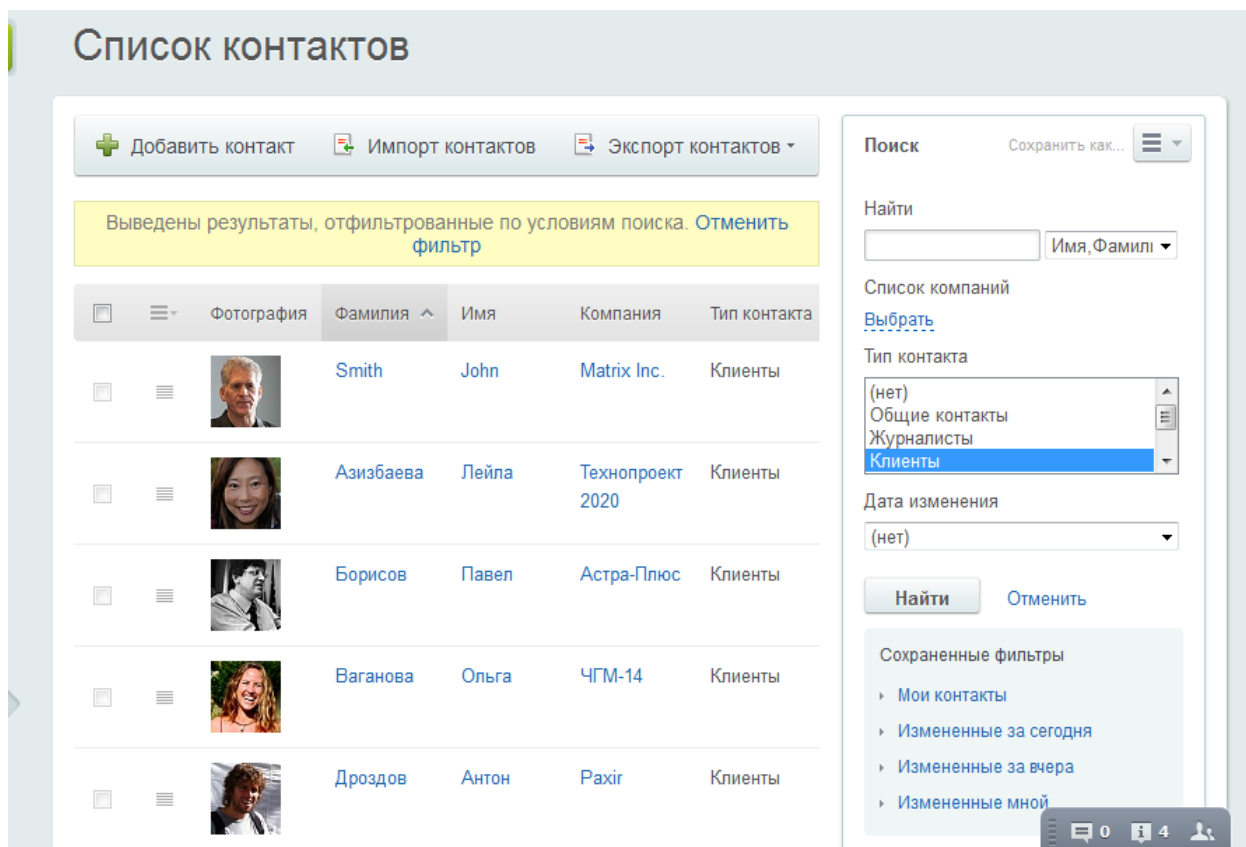 Список контактов
Добавить контакт Импорт контактов Экспорт контактов
Выведены результаты, отфильтрованные по условиям поиска. Отменить
фильтр
Фотография Фамилия Имя Компания Тип контакта
Smith John Matrix Inc. Клиенты
Азизбаева Лейла Технопроект Клиенты
2020
Борисов Павел Астра-Плюс Клиенты
Ваганова Ольга ЧГМ-14 Клиенты
Дроздов Антон Paxir Клиенты
Поиск Сохранить как...
Найти
Имя,Фамили
Список компаний
Выбрать
Тип контакта
(нет)
Общие контакты
Журналисты
Клиенты
Дата изменения
(нет)
Найти Отменить
Сохраненные фильтры
Мои контакты
Измененные за сегодня
Измененные за вчера
Измененные мной
0 4